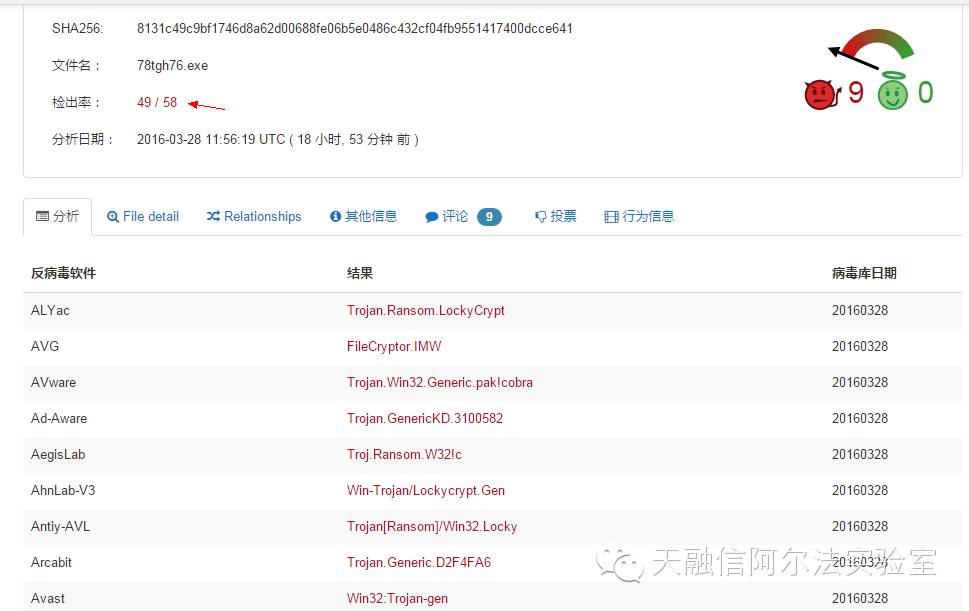 SHA256: 8131c49c9bf1746d8a62d00688fe06b5e0486c432cf04fb9551417400dcce641
文件名： 78tgh76.exe
检出率： 49 / 58
分析日期： 2016-03-28 11:56:19 UTC ( 18 小时, 53 分钟 前 )
9 0
分析 File detail Relationships 其他信息 评论 9 投票 行为信息
反病毒软件 结果 病毒库日期
ALYac Trojan.Ransom.LockyCrypt 20160328
AVG FileCryptor.IMW 20160328
AVware Trojan.Win32.Generic.pak!cobra 20160328
Ad-Aware Trojan.GenericKD.3100582 20160328
AegisLab Troj.Ransom.W32!c 20160328
AhnLab-V3 Win-Trojan/Lockycrypt.Gen 20160328
Antiy-AVL Trojan[Ransom]/Win32.Locky 20160328
Arcabit Trojan.Generic.D2F4FA6 20160328
天融信阿尔法实验室
Avast Win32:Trojan-gen 20160328